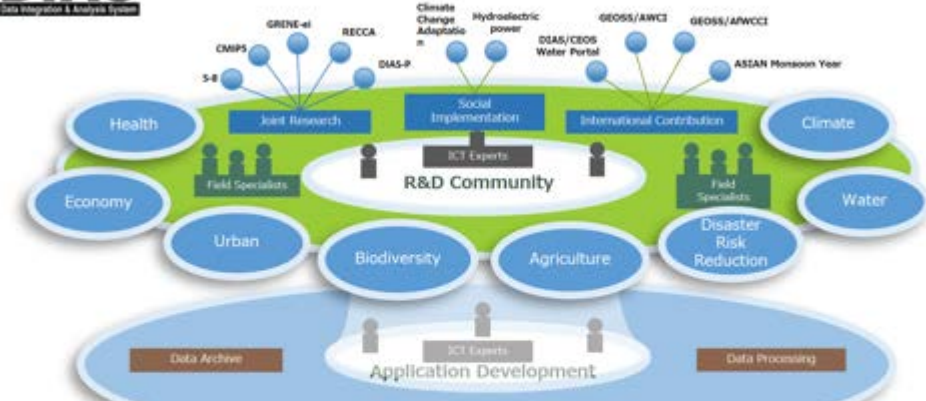 Data Integration & Analysis System
GRENE-ei
CMIP5
RECCA
S-8
DIAS-P
Climate
Change
Adaptatio
n
Hydroelectric
power
DIAS/CEOS
Water Portal
GEOSS/AWCI
GEOSS/AfWCCI
ASIAN Monsoon Year
Health
Joint Research
Social
Implementation
International Contribution
Climate
ICT Experts
R&D Community
Field Specialists
Field
Specialists
Economy
Water
Urban
Biodiversity
Agriculture
Disaster
Risk
Reduction
Data Archive
ICT Experts
Data Processing
Application Development